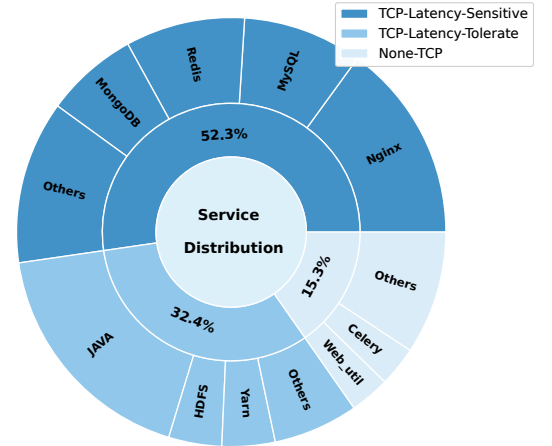 TCP-Latency-Sensitive
TCP-Latency-Tolerate
None-TCP
Redis
MySQL
MongoDB
Nginx
Others
52.3%
Service
Distribution
15.3%
Others
32.4%
JAVA
HDFS
Yarn
Others
Web_util
Celery